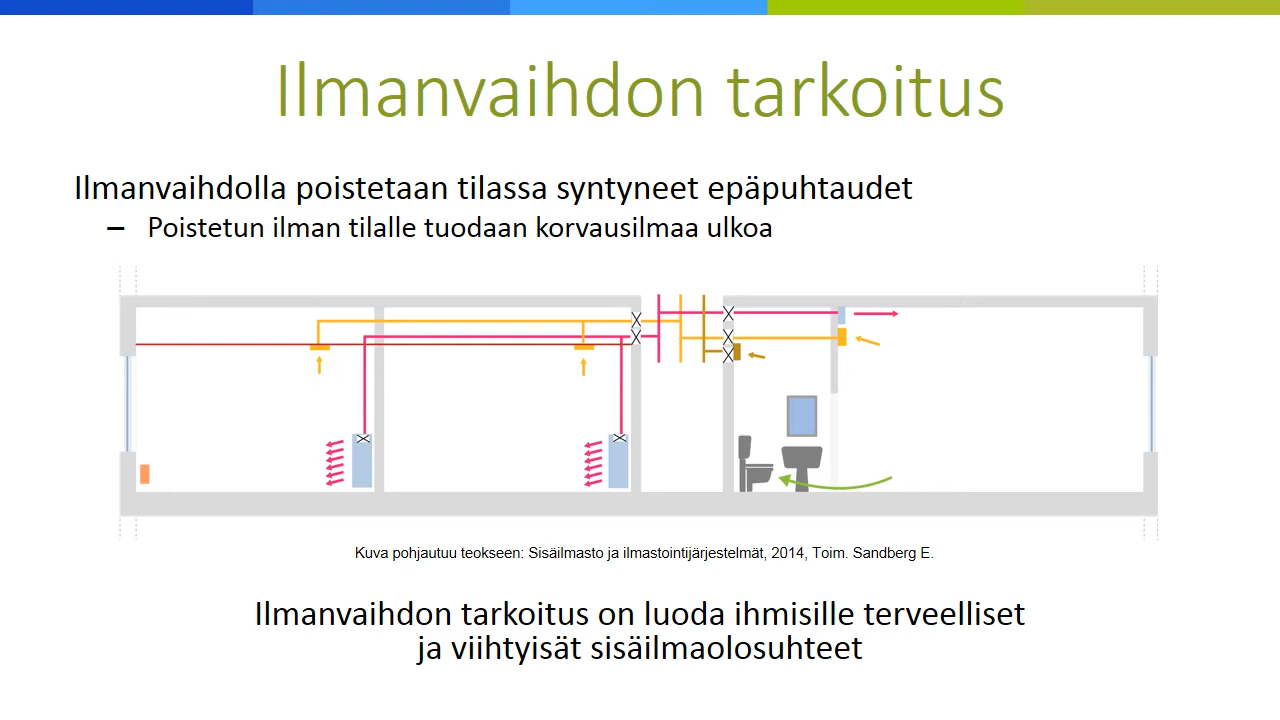 Ilmanvaihdon tarkoitus
Ilmanvaihdolla poistetaan tilassa syntyneet epäpuhtaudet
– Poistetun ilman tilalle tuodaan korvausilmaa ulkoa
Kuva pohjautuu teokseen: Sisäilmasto ja ilmastointijärjestelmät, 2014, Toim. Sandberg E.
Ilmanvaihdon tarkoitus on luoda ihmisille terveelliset
ja viihtyisät sisäilmaolosuhteet